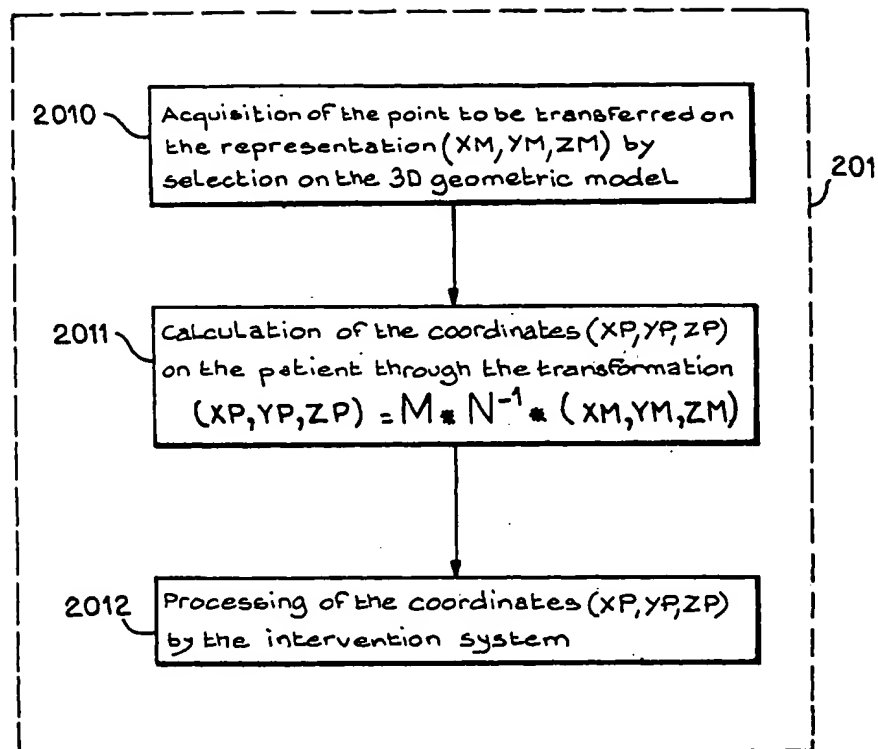 2010
Acquisition of the point to be transferred on
the representation (XM, YM, ZM) by
selection on the 3D geometric model
201
2011
Calculation of the coordinates (XP, YP, ZP)
on the patient through the transformation
(XP, YP, ZP) = M * N⁻¹ * (XM, YM, ZM)
2012
Processing of the coordinates (XP, YP, ZP)
by the intervention system